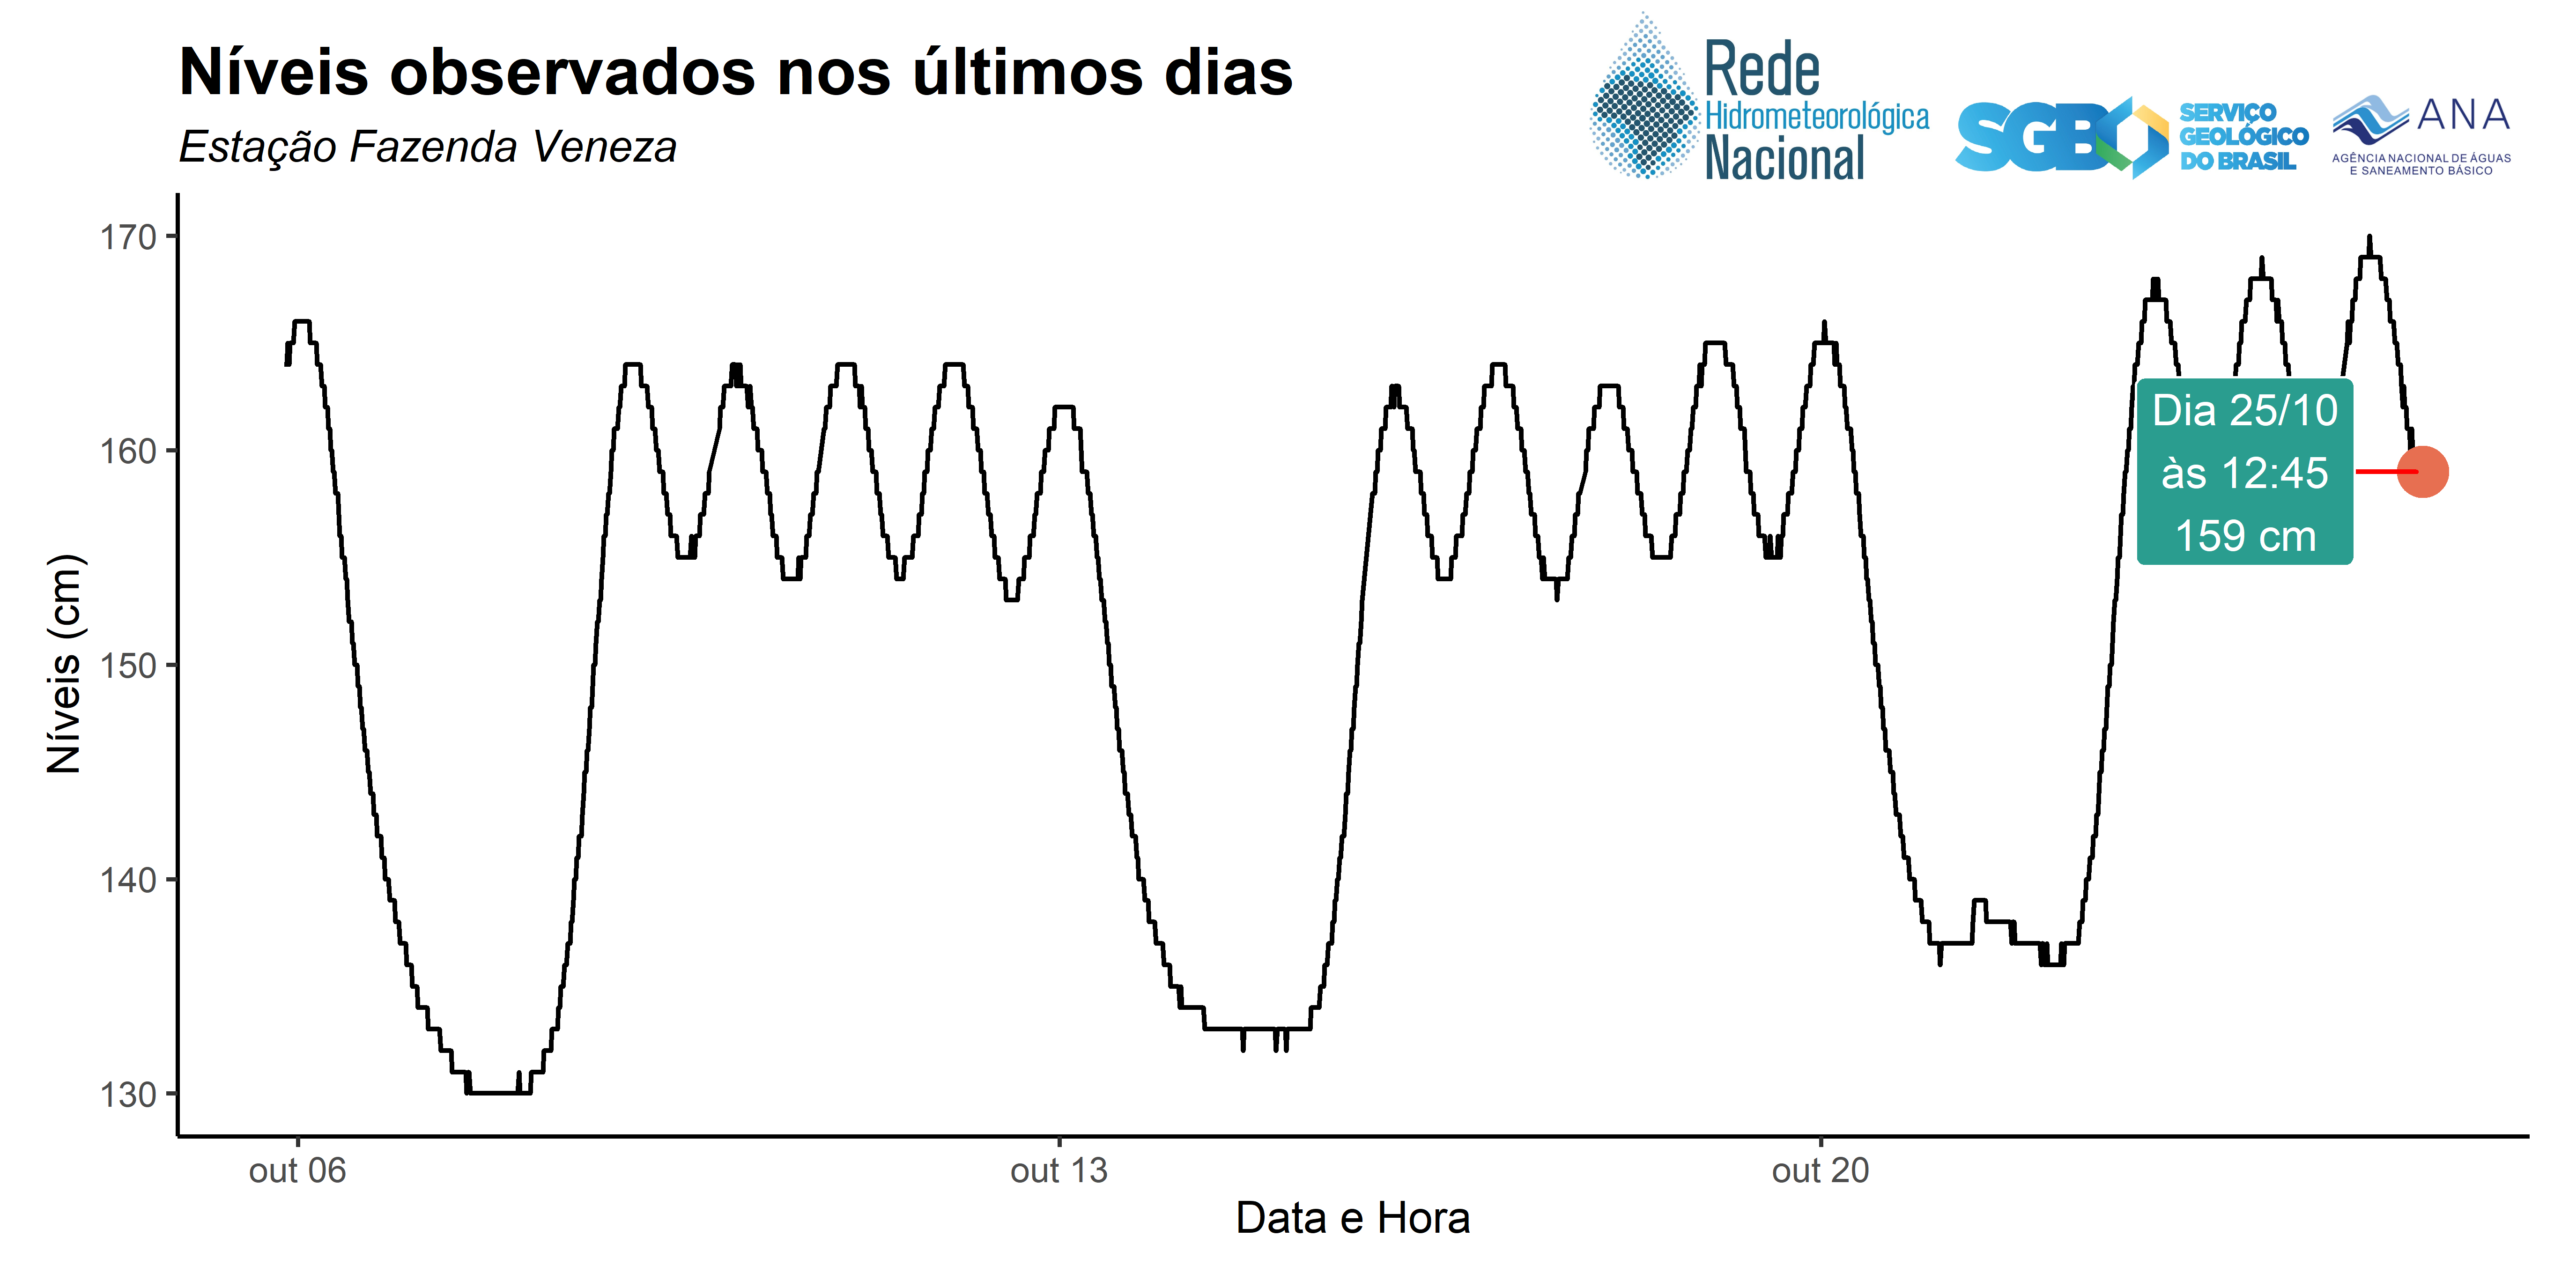 Níveis observados nos últimos dias
Estação Fazenda Veneza
Rede
Hidrometeorológica
Nacional
SGB
SERVIÇO
GEOLÓGICO
DO BRASIL
ANA
AGÊNCIA NACIONAL DE ÁGUAS
E SANEAMENTO BÁSICO
170
160
150
140
130
Níveis (cm)
Dia 25/10
às 12:45
159 cm
out 06
out 13
out 20
Data e Hora